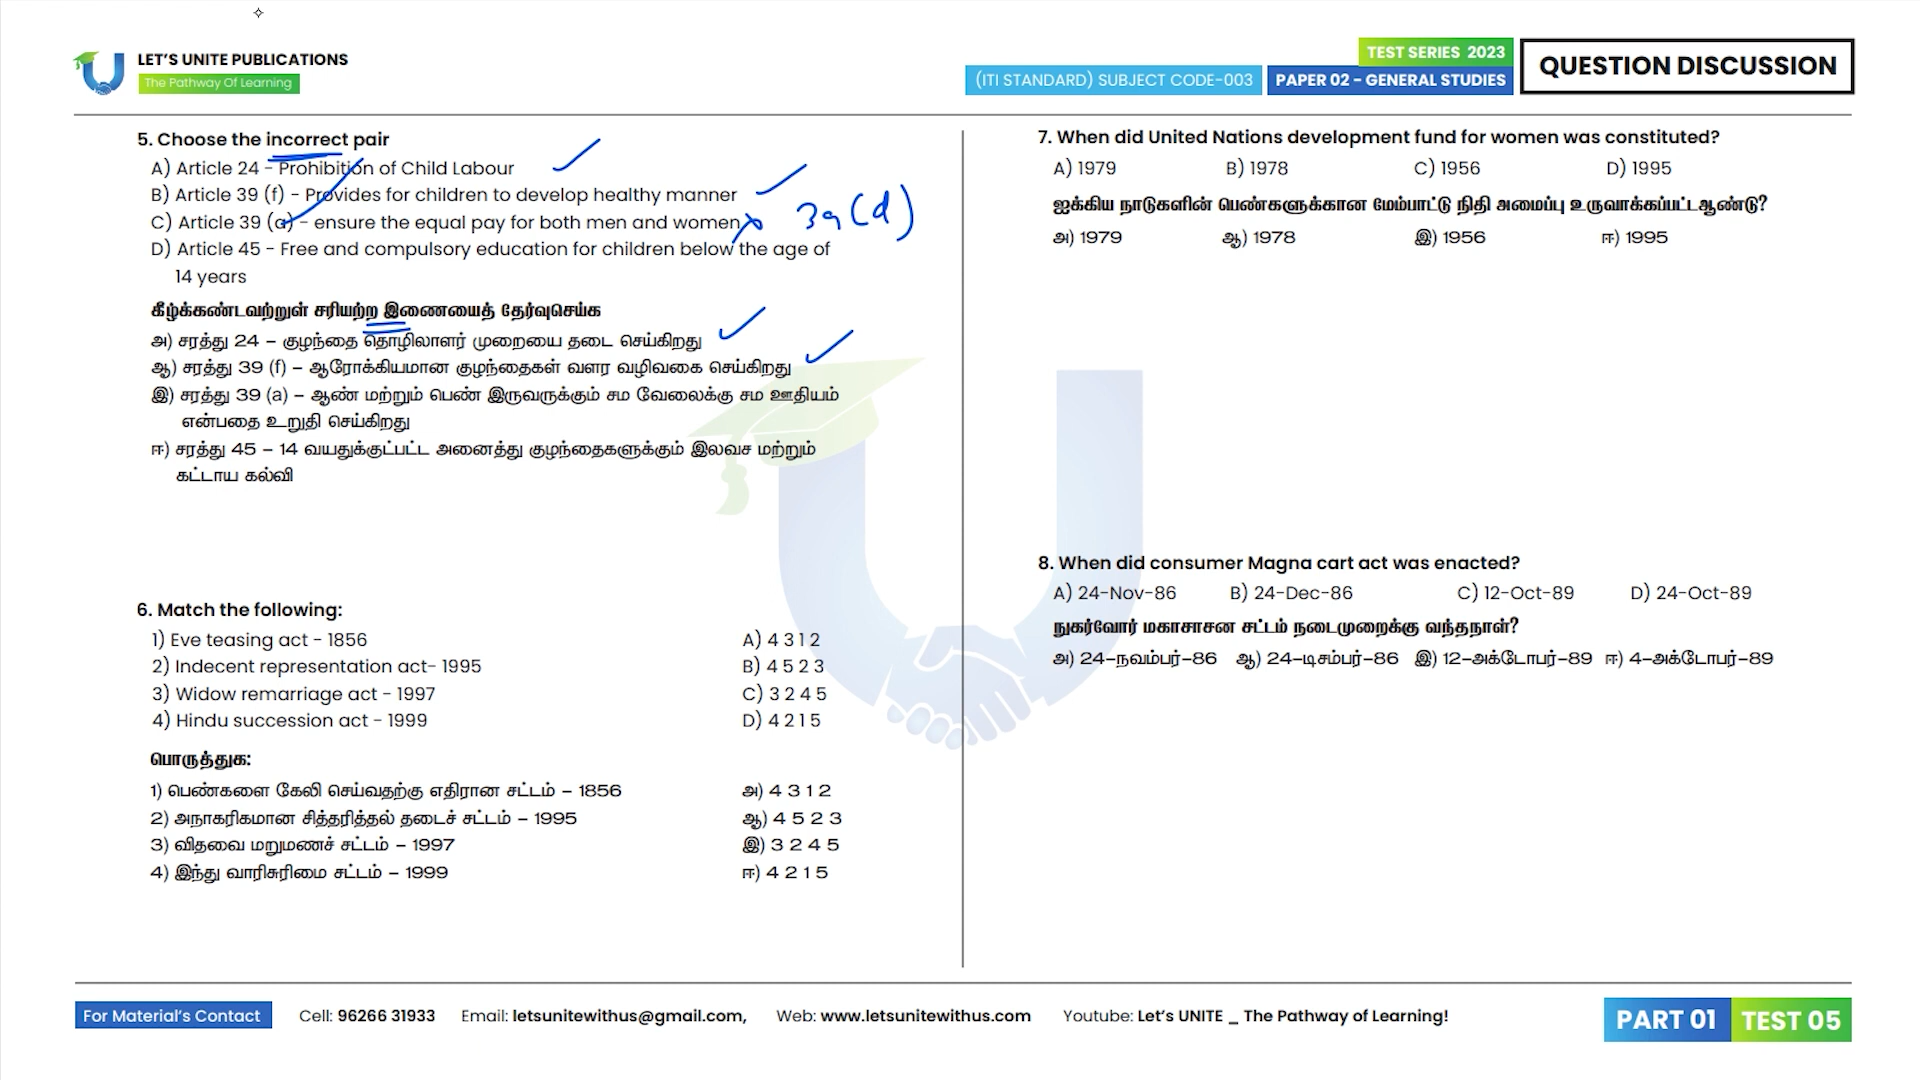 LET'S UNITE PUBLICATIONS
The Pathway Of Learning
TEST SERIES 2023
(ITI STANDARD) SUBJECT CODE-003 PAPER 02 - GENERAL STUDIES
QUESTION DISCUSSION
5. Choose the incorrect pair
A) Article 24 - Prohibition of Child Labour
B) Article 39 (f) - Provides for children to develop healthy manner
C) Article 39 (a) - ensure the equal pay for both men and women
39(d)
D) Article 45 - Free and compulsory education for children below the age of
14 years
கீழ்க்கண்டவற்றுள் சரியற்ற இணையைத் தேர்வுசெய்க
அ) சரத்து 24 – குழந்தை தொழிலாளர் முறையை தடை செய்கிறது
ஆ) சரத்து 39 (f) – ஆரோக்கியமான குழந்தைகள் வளர வழிவகை செய்கிறது
இ) சரத்து 39 (a) – ஆண் மற்றும் பெண் இருவருக்கும் சம வேலைக்கு சம ஊதியம்
என்பதை உறுதி செய்கிறது
ஈ) சரத்து 45 – 14 வயதுக்குட்பட்ட அனைத்து குழந்தைகளுக்கும் இலவச மற்றும்
கட்டாய கல்வி
6. Match the following:
1) Eve teasing act - 1856 A) 4 3 1 2
2) Indecent representation act- 1995 B) 4 5 2 3
3) Widow remarriage act - 1997 C) 3 2 4 5
4) Hindu succession act - 1999 D) 4 2 1 5
பொருத்துக:
1) பெண்களை கேலி செய்வதற்கு எதிரான சட்டம் – 1856 அ) 4 3 1 2
2) அநாகரிகமான சித்தரித்தல் தடைச் சட்டம் – 1995 ஆ) 4 5 2 3
3) விதவை மறுமணச் சட்டம் – 1997 இ) 3 2 4 5
4) இந்து வாரிசுரிமை சட்டம் – 1999 ஈ) 4 2 1 5
7. When did United Nations development fund for women was constituted?
A) 1979 B) 1978 C) 1956 D) 1995
ஐக்கிய நாடுகளின் பெண்களுக்கான மேம்பாட்டு நிதி அமைப்பு உருவாக்கப்பட்டஆண்டு?
அ) 1979 ஆ) 1978 இ) 1956 ஈ) 1995
8. When did consumer Magna cart act was enacted?
A) 24-Nov-86 B) 24-Dec-86 C) 12-Oct-89 D) 24-Oct-89
நுகர்வோர் மகாசாசன சட்டம் நடைமுறைக்கு வந்தநாள்?
அ) 24–நவம்பர்–86 ஆ) 24–டிசம்பர்–86 இ) 12–அக்டோபர்–89 ஈ) 4–அக்டோபர்–89
For Material's Contact Cell: 96266 31933 Email: letsunitewithus@gmail.com, Web: www.letsunitewithus.com Youtube: Let's UNITE _ The Pathway of Learning!
PART 01 TEST 05